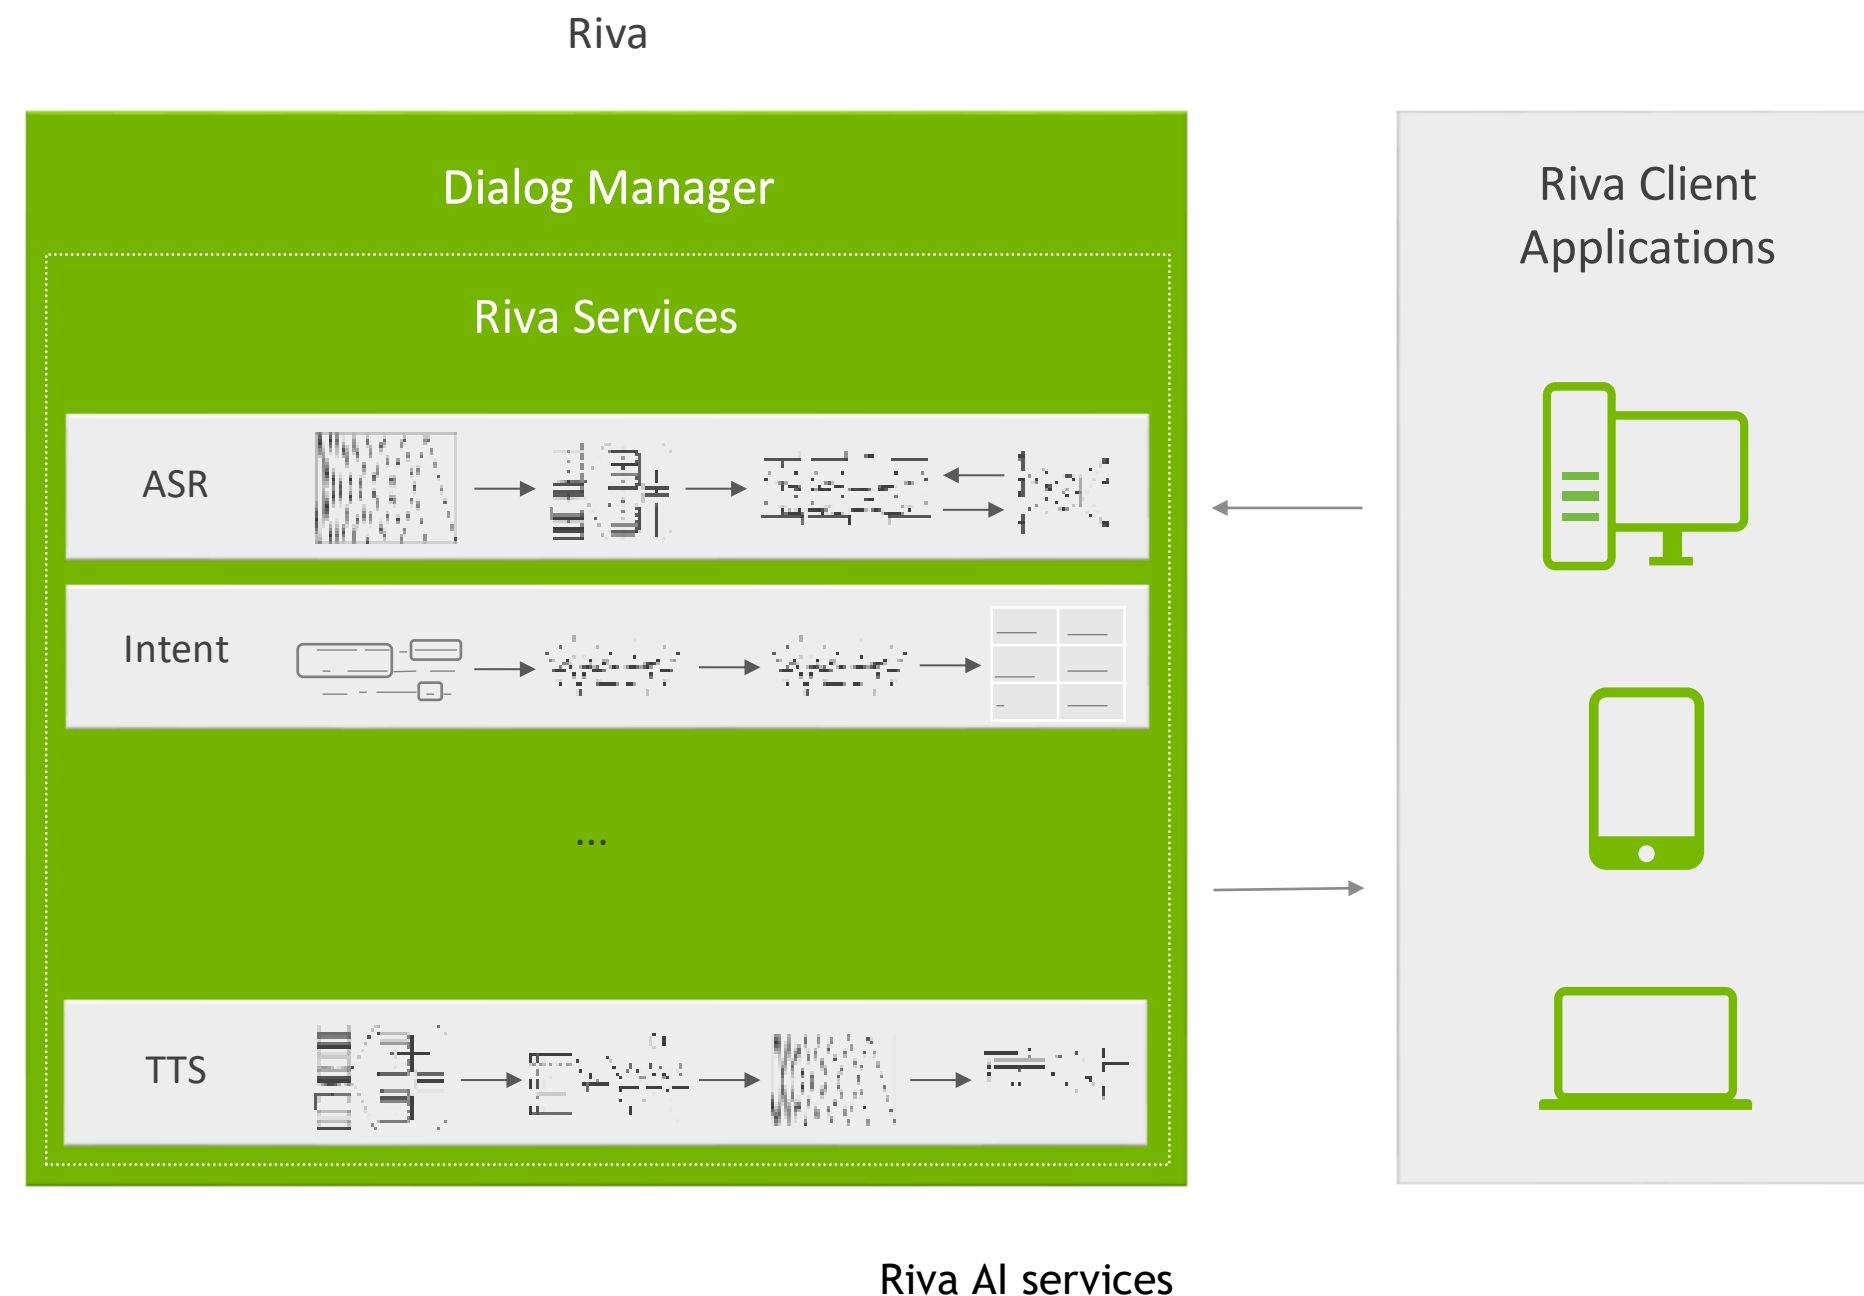 Riva
Dialog Manager
Riva Services
ASR
Intent
...
TTS
Riva Client
Applications
Riva AI services